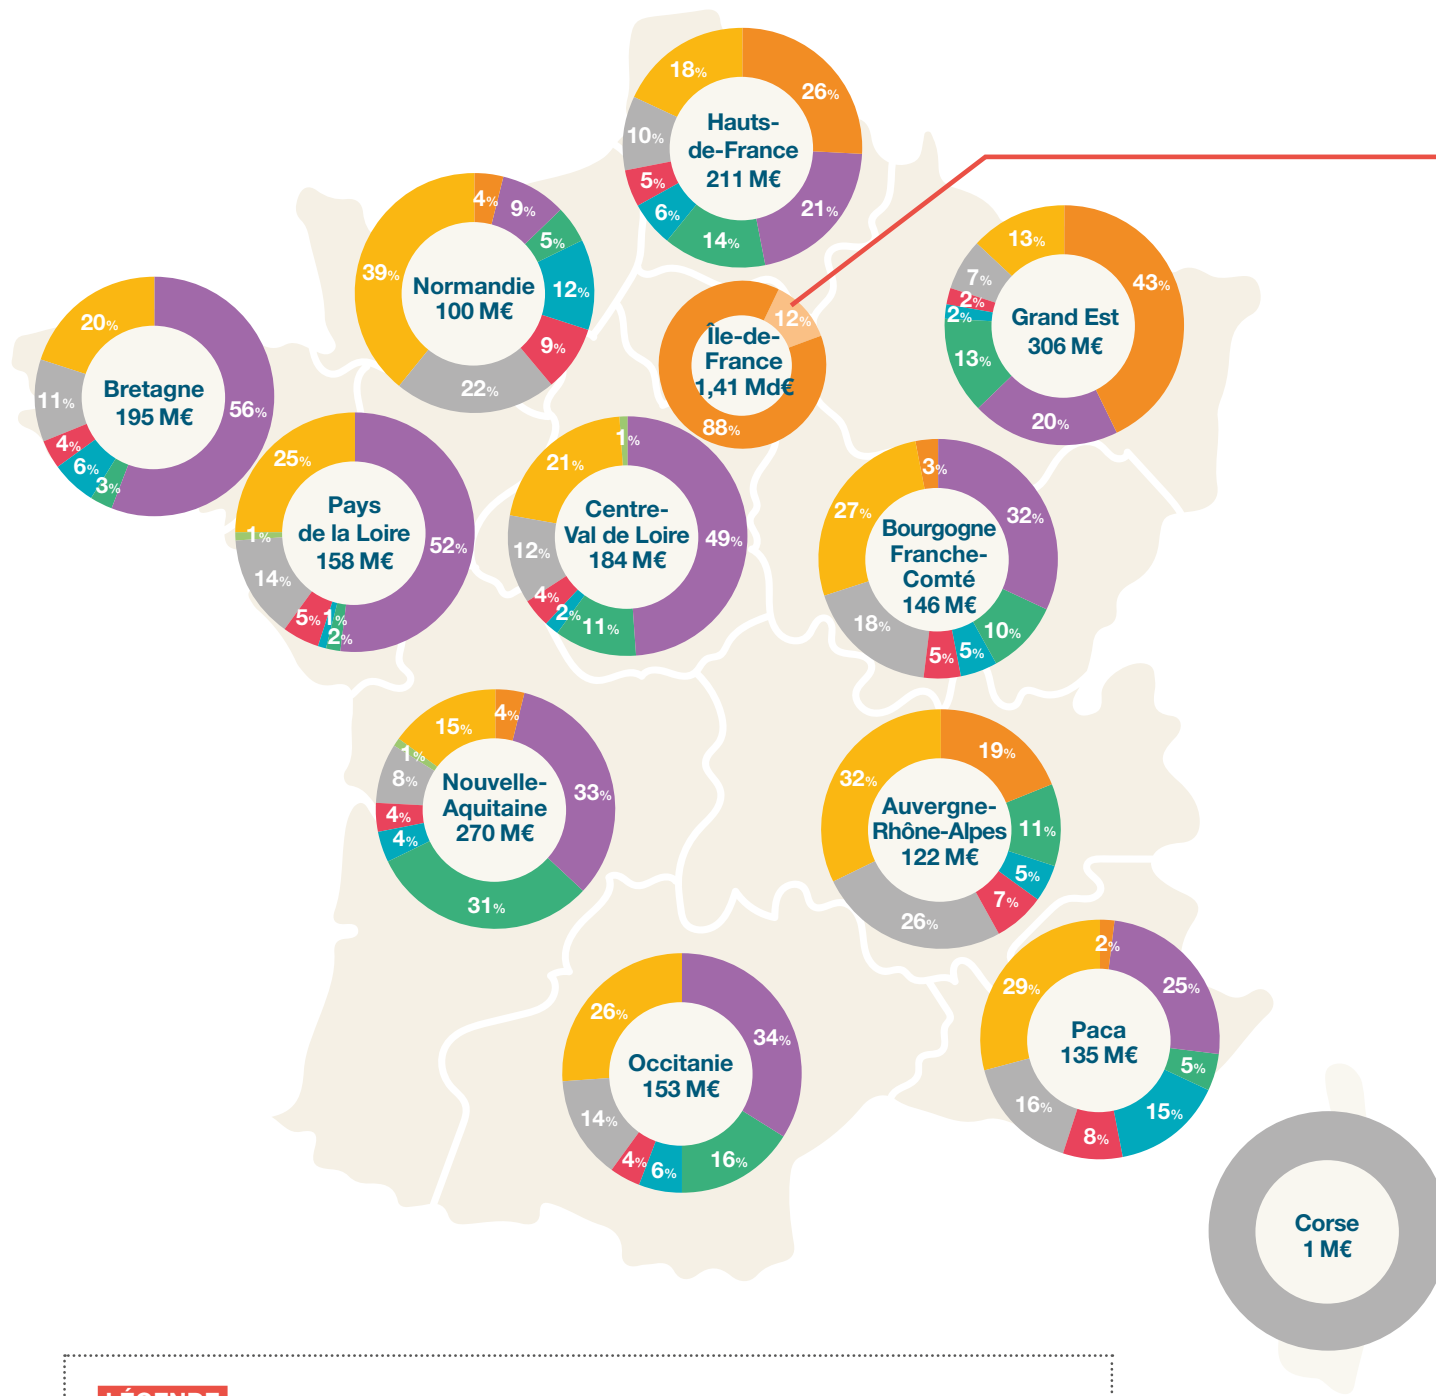 18%
26%
10%
Hauts-
de-France
211 M€
5%
6%
14%
21%
4%
9%
5%
39%
Normandie
100 M€
12%
9%
22%
13%
43%
7%
2%
2%
Grand Est
306 M€
13%
20%
12%
Île-de-
France
1,41 Md€
88%
20%
11%
Bretagne
195 M€
56%
4%
6%
3%
25%
1%
Pays
de la Loire
158 M€
52%
14%
5%
1%
2%
1%
21%
Centre-
Val de Loire
184 M€
49%
12%
4%
2%
11%
3%
27%
32%
Bourgogne
Franche-
Comté
146 M€
18%
10%
5%
5%
15%
4%
1%
8%
Nouvelle-
Aquitaine
270 M€
33%
4%
4%
31%
19%
32%
Auvergne-
Rhône-Alpes
122 M€
11%
5%
7%
26%
2%
29%
25%
Paca
135 M€
5%
16%
15%
8%
26%
34%
Occitanie
153 M€
14%
4%
6%
16%
Corse
1 M€
LÉGENDE